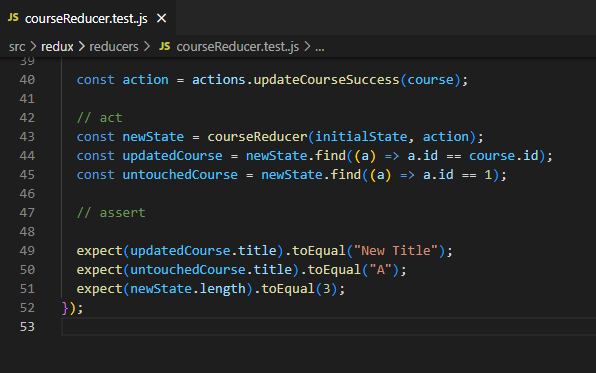 JS courseReducer.test.js ×
src > redux > reducers > JS courseReducer.test.js > ...
39
40 const action = actions.updateCourseSuccess(course);
41
42 // act
43 const newState = courseReducer(initialState, action);
44 const updatedCourse = newState.find((a) => a.id == course.id);
45 const untouchedCourse = newState.find((a) => a.id == 1);
46
47 // assert
48
49 expect(updatedCourse.title).toEqual("New Title");
50 expect(untouchedCourse.title).toEqual("A");
51 expect(newState.length).toEqual(3);
52 });
53